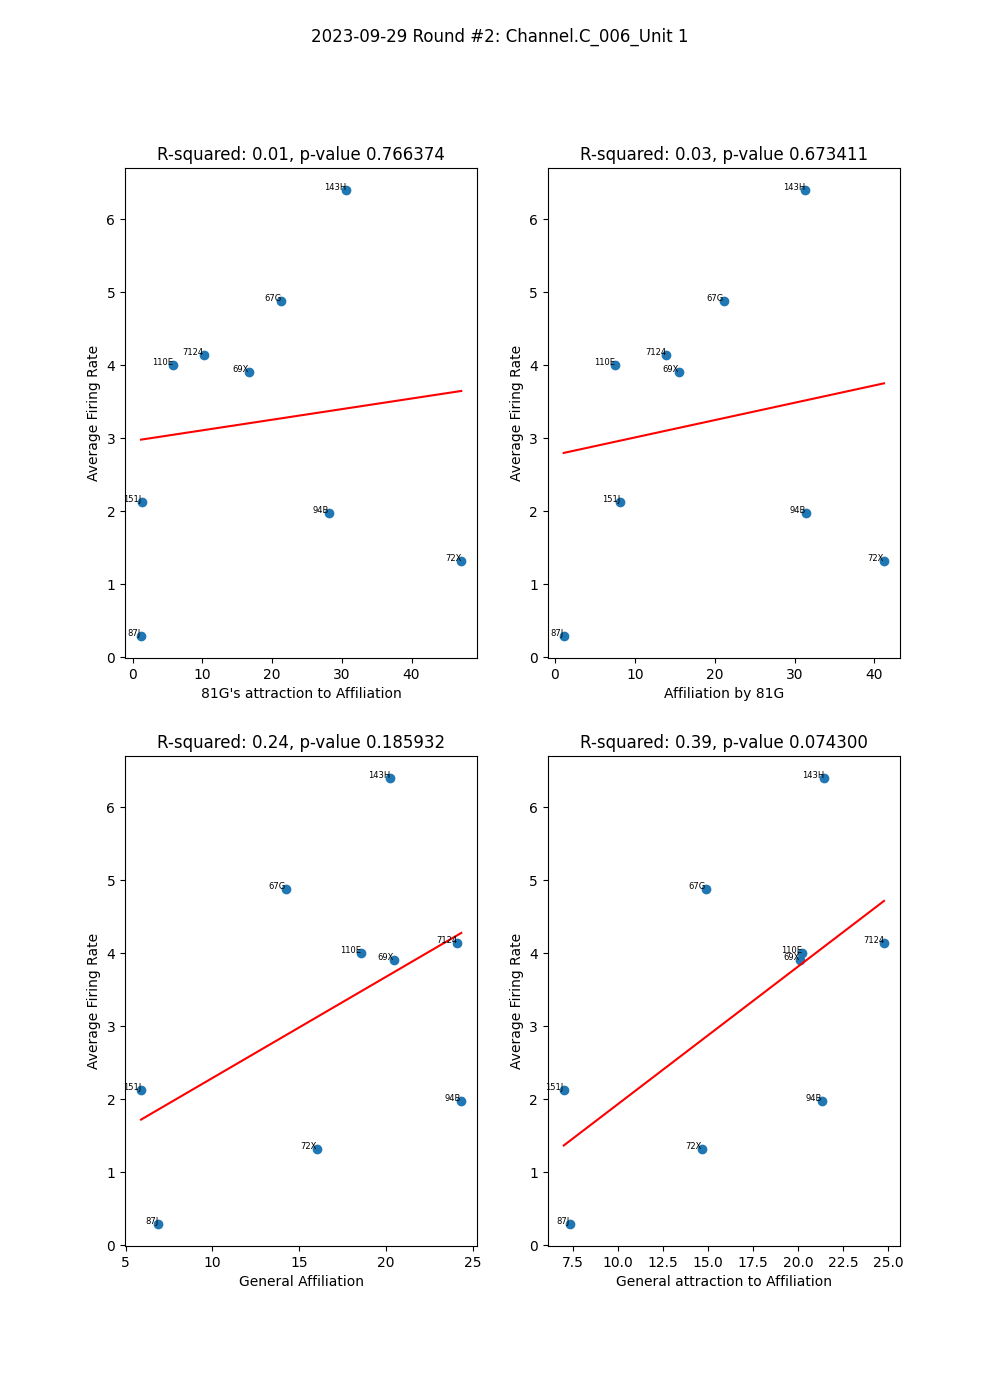 2023-09-29 Round #2: Channel.C_006_Unit 1
R-squared: 0.01, p-value 0.766374
143H
67G
7124
110E
69X
151J
94B
72X
87J
6
5
4
3
2
1
0
Average Firing Rate
0 10 20 30 40
81G's attraction to Affiliation
R-squared: 0.03, p-value 0.673411
143H
67G
7124
110E
69X
151J
94B
72X
87J
6
5
4
3
2
1
0
Average Firing Rate
0 10 20 30 40
Affiliation by 81G
R-squared: 0.24, p-value 0.185932
143H
67G
7124
110E
69X
151J
94B
72X
87J
6
5
4
3
2
1
0
Average Firing Rate
5 10 15 20 25
General Affiliation
R-squared: 0.39, p-value 0.074300
143H
67G
7124
110E
69X
151J
94B
72X
87J
6
5
4
3
2
1
0
Average Firing Rate
7.5 10.0 12.5 15.0 17.5 20.0 22.5 25.0
General attraction to Affiliation